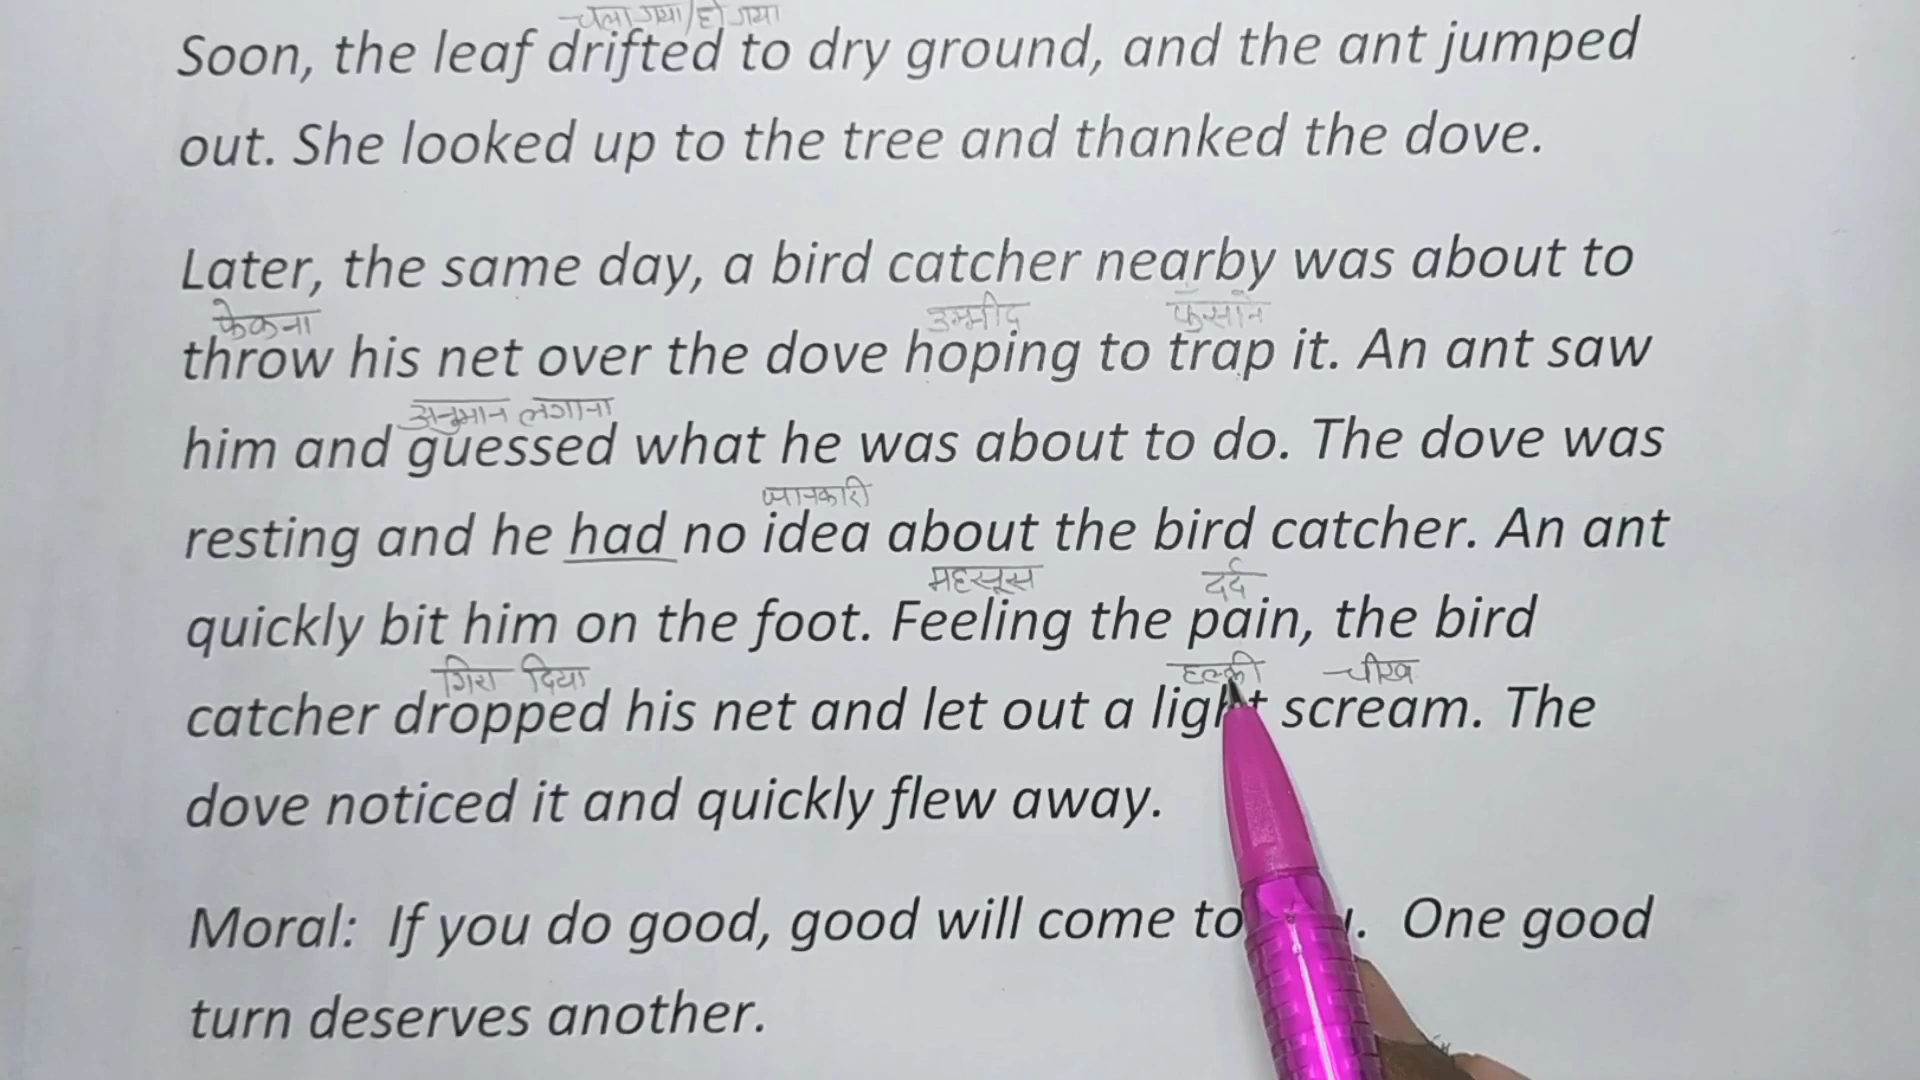 चला गया/हो गया
Soon, the leaf drifted to dry ground, and the ant jumped
out. She looked up to the tree and thanked the dove.
Later, the same day, a bird catcher nearby was about to
फेकना उम्मीद फँसाने
throw his net over the dove hoping to trap it. An ant saw
अनुमान लगाना
him and guessed what he was about to do. The dove was
जानकारी
resting and he had no idea about the bird catcher. An ant
महसूस दर्द
quickly bit him on the foot. Feeling the pain, the bird
गिरा दिया हल्की चीख
catcher dropped his net and let out a light scream. The
dove noticed it and quickly flew away.
Moral: If you do good, good will come to . One good
turn deserves another.